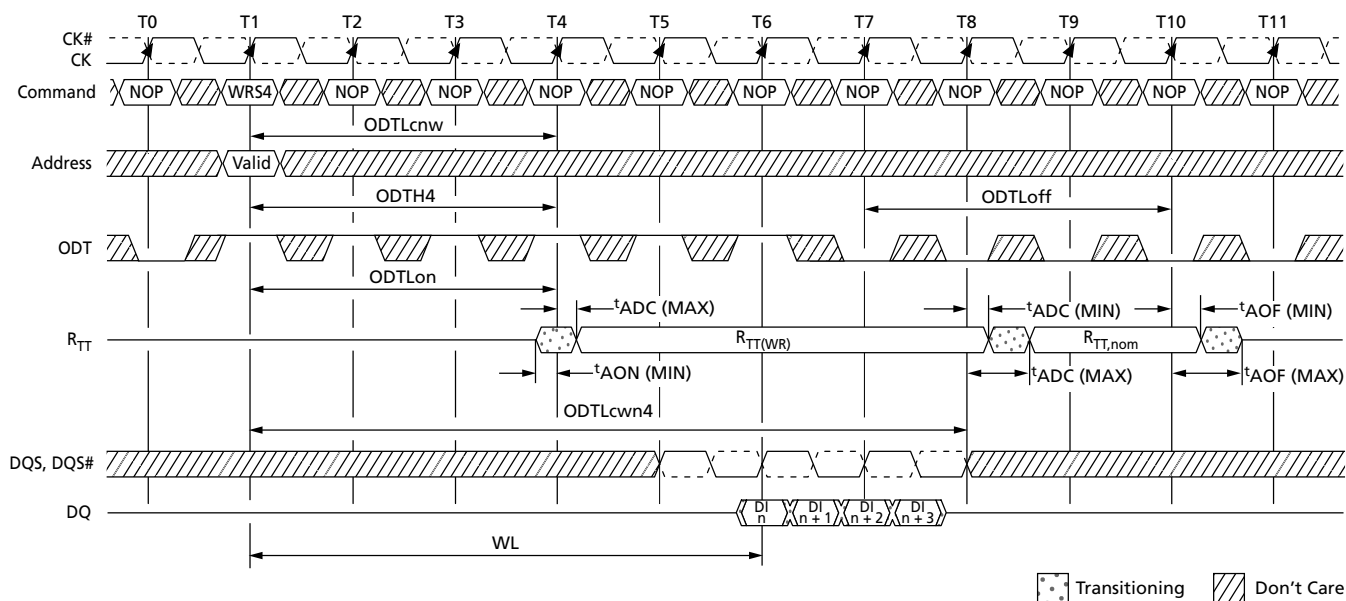 T0 T1 T2 T3 T4 T5 T6 T7 T8 T9 T10 T11
CK#
CK
Command NOP WRS4 NOP NOP NOP NOP NOP NOP NOP NOP NOP NOP
ODTLcnw
Address Valid
ODTH4 ODTLoff
ODT
ODTLon
tADC (MAX) tADC (MIN) tAOF (MIN)
RTT RTT(WR) RTT,nom
tAON (MIN) tADC (MAX) tAOF (MAX)
ODTLcwn4
DQS, DQS#
DQ DI n DI n + 1 DI n + 2 DI n + 3
WL
Transitioning Don't Care